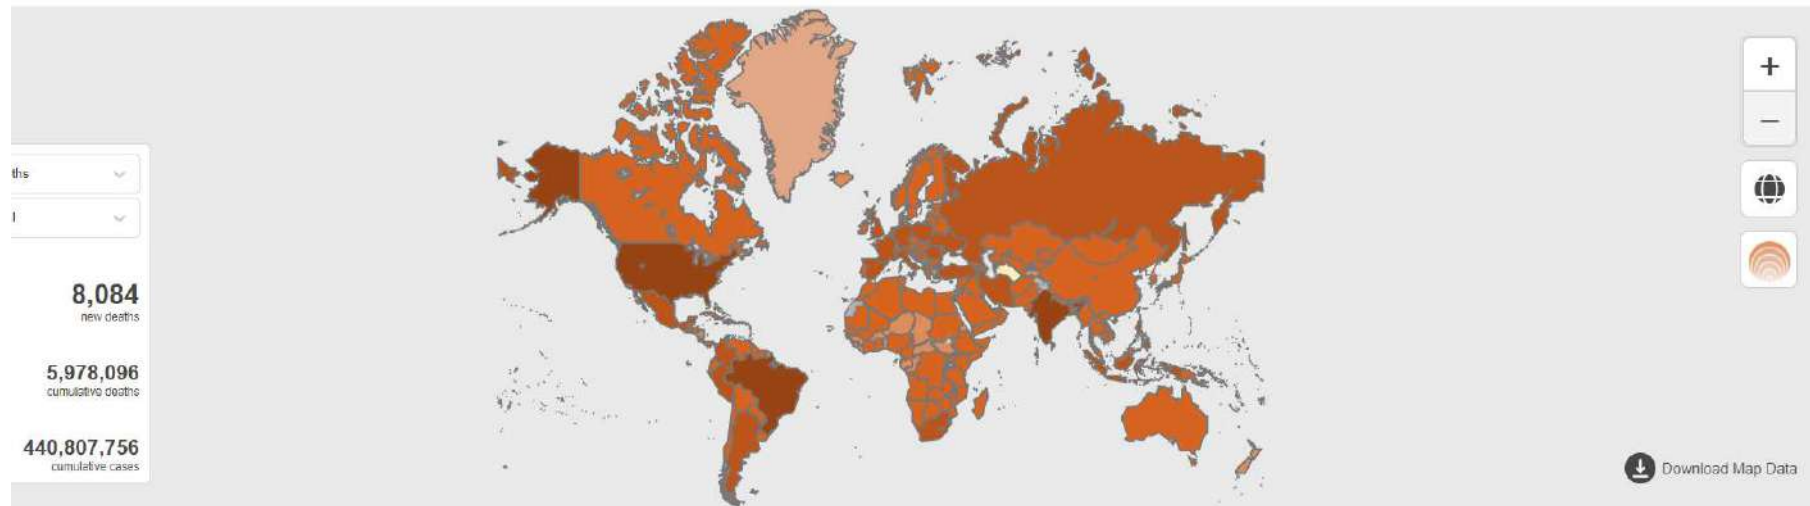 ths
l
8,084
new deaths
5,978,096
cumulative deaths
440,807,756
cumulative cases
+
−
Download Map Data